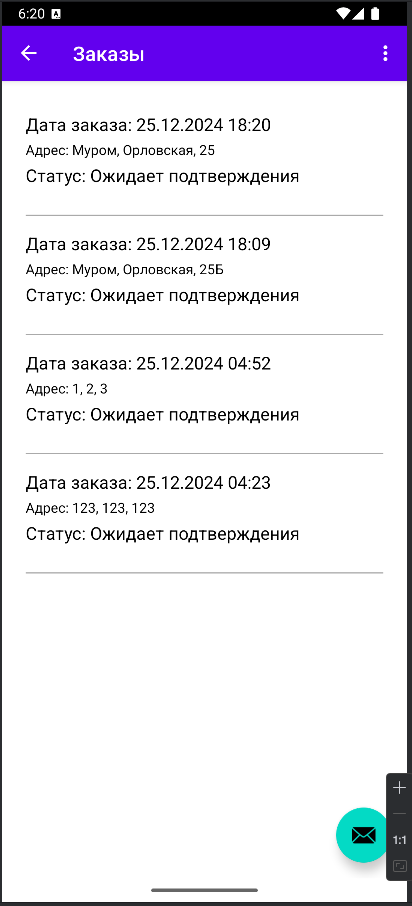 6:20 A
Заказы
Дата заказа: 25.12.2024 18:20
Адрес: Муром, Орловская, 25
Статус: Ожидает подтверждения
Дата заказа: 25.12.2024 18:09
Адрес: Муром, Орловская, 25Б
Статус: Ожидает подтверждения
Дата заказа: 25.12.2024 04:52
Адрес: 1, 2, 3
Статус: Ожидает подтверждения
Дата заказа: 25.12.2024 04:23
Адрес: 123, 123, 123
Статус: Ожидает подтверждения
1:1